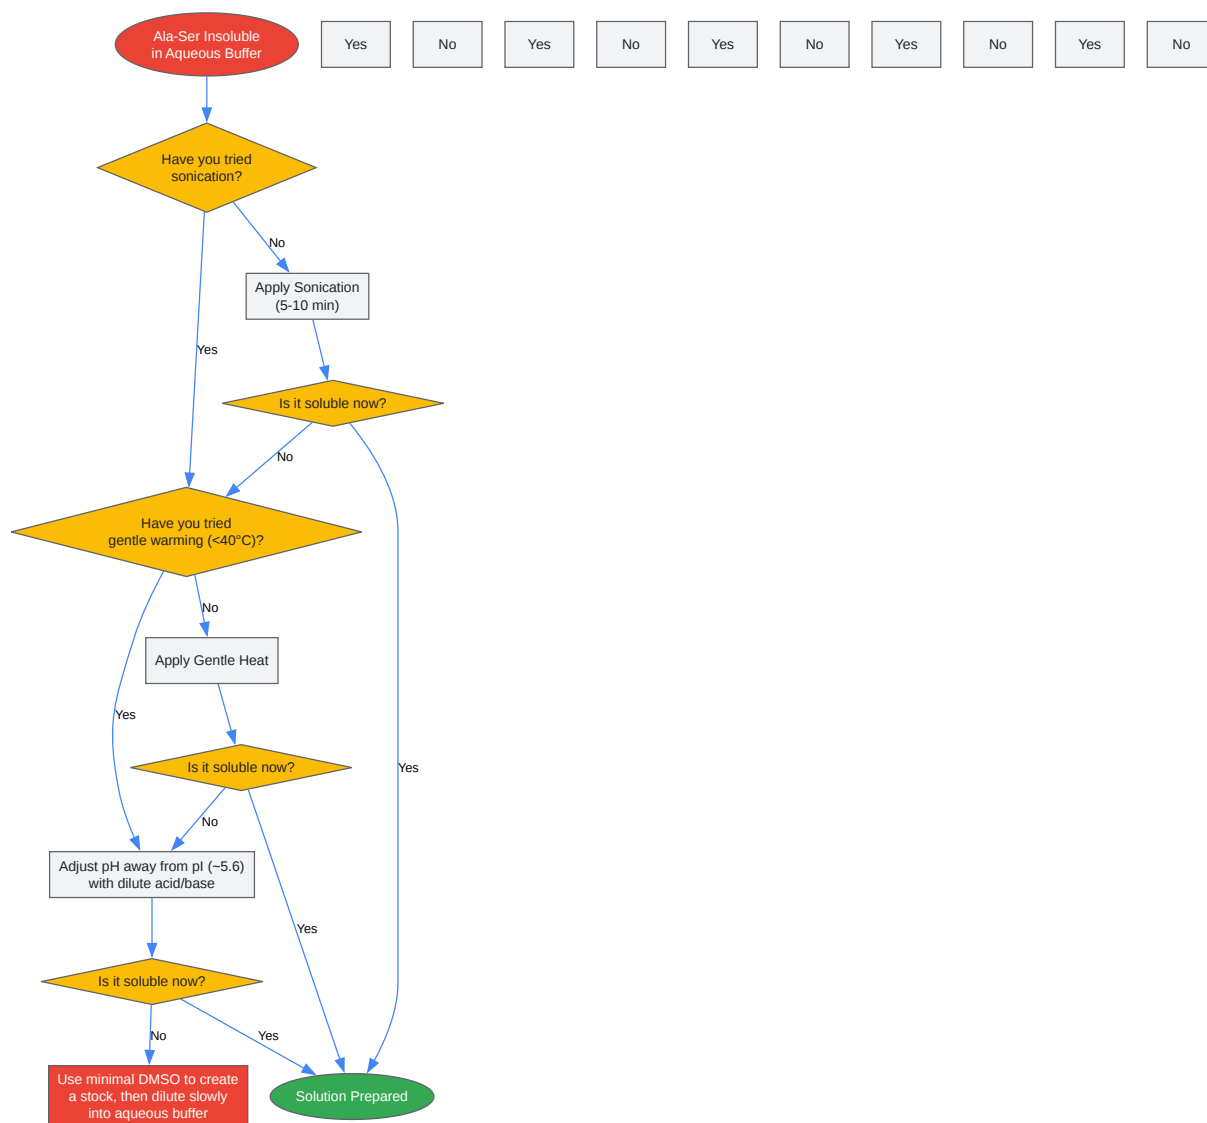 Ala-Ser Insoluble
in Aqueous Buffer
Yes
No
Yes
No
Yes
No
Yes
No
Yes
No
Have you tried
sonication?
No
Apply Sonication
(5-10 min)
Yes
Is it soluble now?
No
Have you tried
gentle warming (<40°C)?
No
Apply Gentle Heat
Yes
Is it soluble now?
Yes
No
Adjust pH away from pI (~5.6)
with dilute acid/base
Yes
Is it soluble now?
No
Yes
Use minimal DMSO to create
a stock, then dilute slowly
into aqueous buffer
Solution Prepared